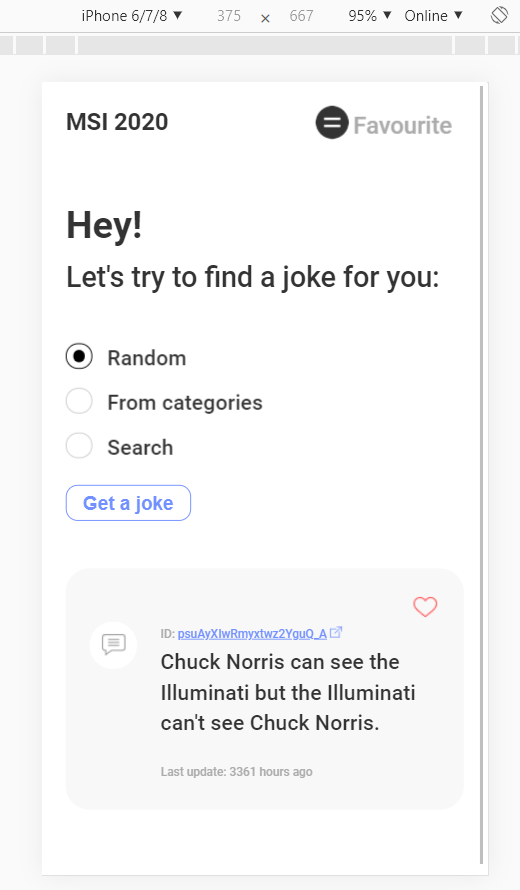 iPhone 6/7/8 ▼ 375 × 667 95% ▼ Online ▼
MSI 2020
Favourite
Hey!
Let's try to find a joke for you:
Random
From categories
Search
Get a joke
ID: psuAyXIwRmyxtwz2YguQ_A
Chuck Norris can see the
Illuminati but the Illuminati
can't see Chuck Norris.
Last update: 3361 hours ago